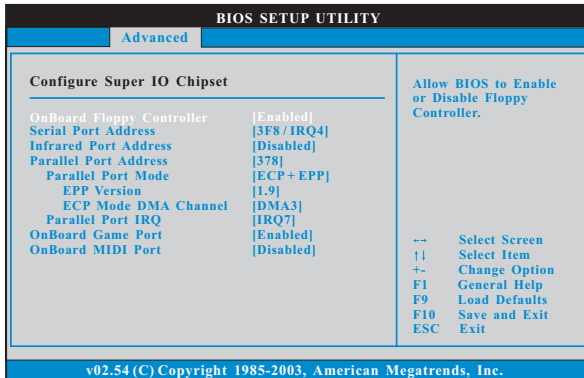 BIOS SETUP UTILITY
Advanced
Configure Super IO Chipset
OnBoard Floppy Controller [Enabled]
Serial Port Address [3F8 / IRQ4]
Infrared Port Address [Disabled]
Parallel Port Address [378]
Parallel Port Mode [ECP + EPP]
EPP Version [1.9]
ECP Mode DMA Channel [DMA3]
Parallel Port IRQ [IRQ7]
OnBoard Game Port [Enabled]
OnBoard MIDI Port [Disabled]
Allow BIOS to Enable
or Disable Floppy
Controller.
←→ Select Screen
↑↓ Select Item
+- Change Option
F1 General Help
F9 Load Defaults
F10 Save and Exit
ESC Exit
v02.54 (C) Copyright 1985-2003, American Megatrends, Inc.